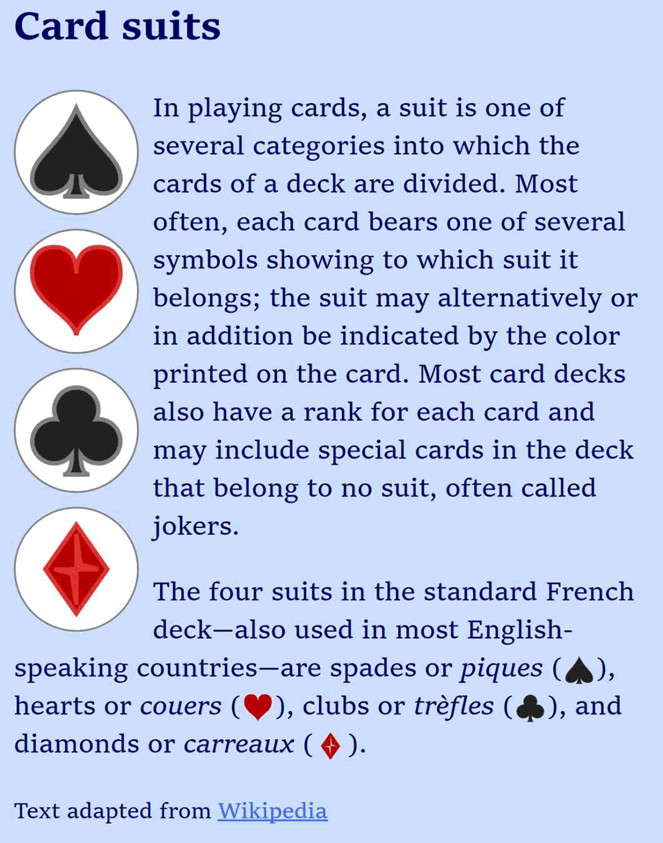 Card suits
In playing cards, a suit is one of
several categories into which the
cards of a deck are divided. Most
often, each card bears one of several
symbols showing to which suit it
belongs; the suit may alternatively or
in addition be indicated by the color
printed on the card. Most card decks
also have a rank for each card and
may include special cards in the deck
that belong to no suit, often called
jokers.
The four suits in the standard French
deck—also used in most English-
speaking countries—are spades or piques (♠),
hearts or couers (♥), clubs or trèfles (♣), and
diamonds or carreaux (♦).
Text adapted from Wikipedia